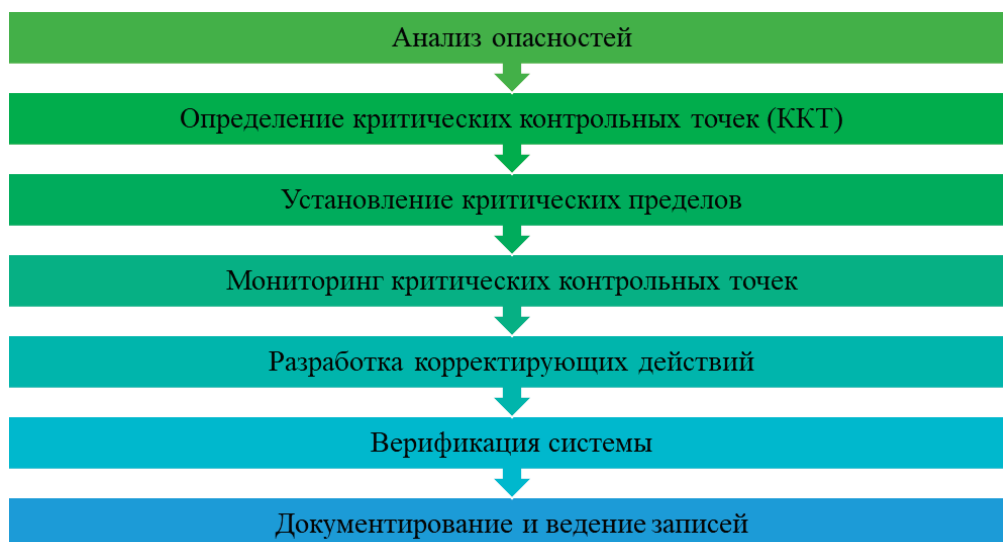 Анализ опасностей
Определение критических контрольных точек (ККТ)
Установление критических пределов
Мониторинг критических контрольных точек
Разработка корректирующих действий
Верификация системы
Документирование и ведение записей